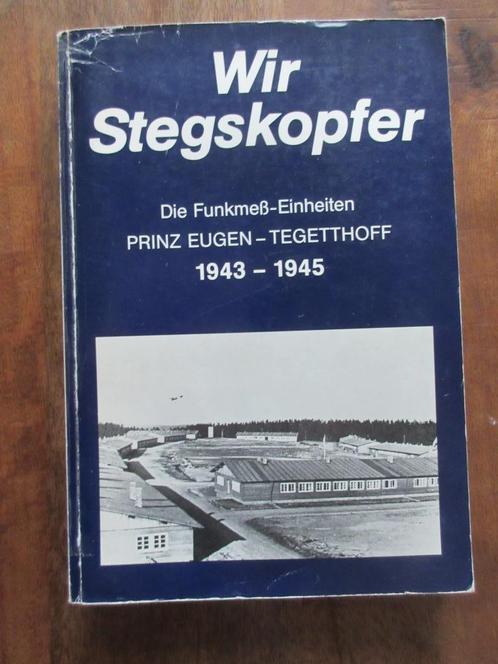 Wir
Stegskopfer
Die Funkmeß-Einheiten
PRINZ EUGEN – TEGETTHOFF
1943 – 1945